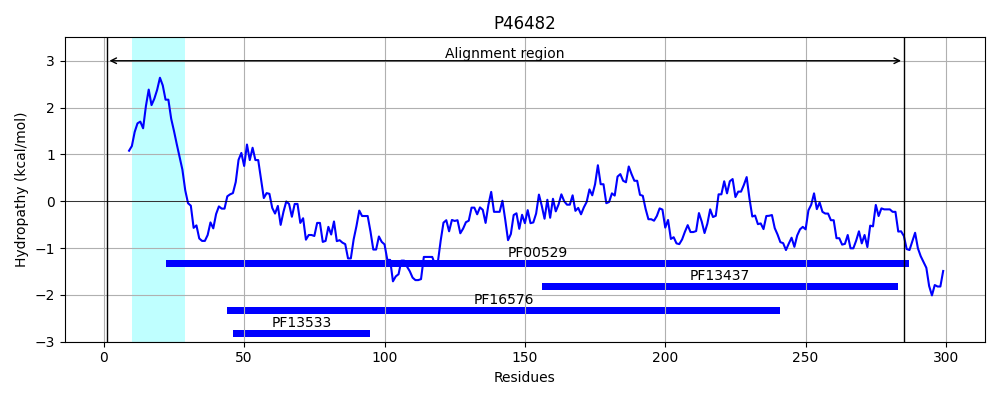 P46482
Alignment region
Hydropathy (kcal/mol)
3
2
1
0
−1
−2
−3
PF00529
PF13437
PF16576
PF13533
0
50
100
150
200
250
300
Residues